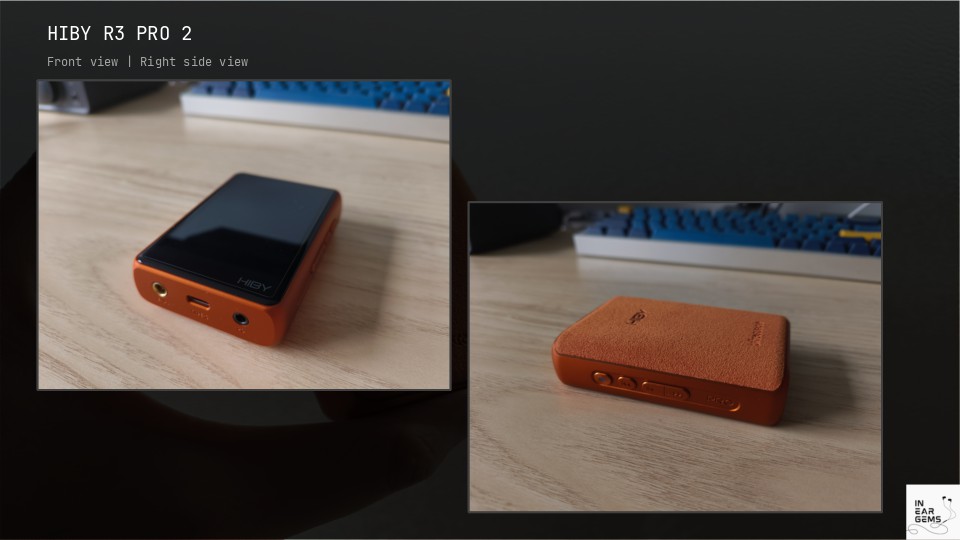 HIBY R3 PRO 2
Front view | Right side view
HIBY
IN
EAR
GEMS